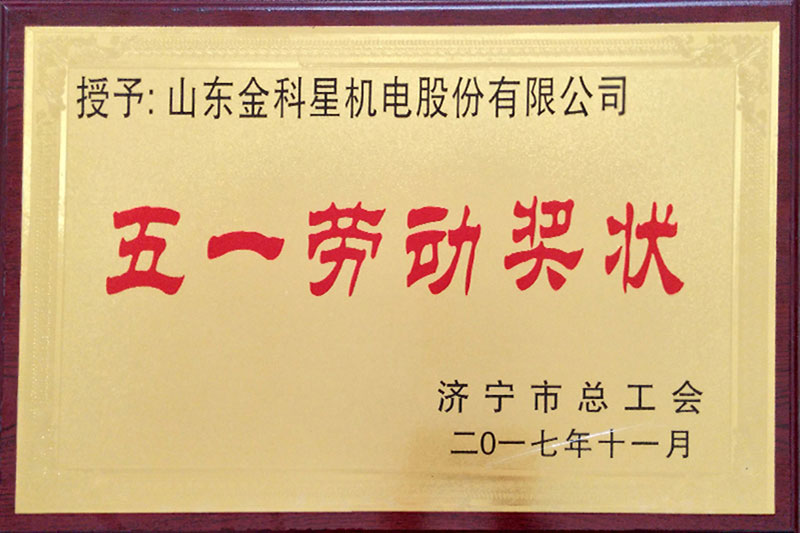 授予:山东金科星机电股份有限公司
五一劳动奖状
济宁市总工会
二0一七年十一月